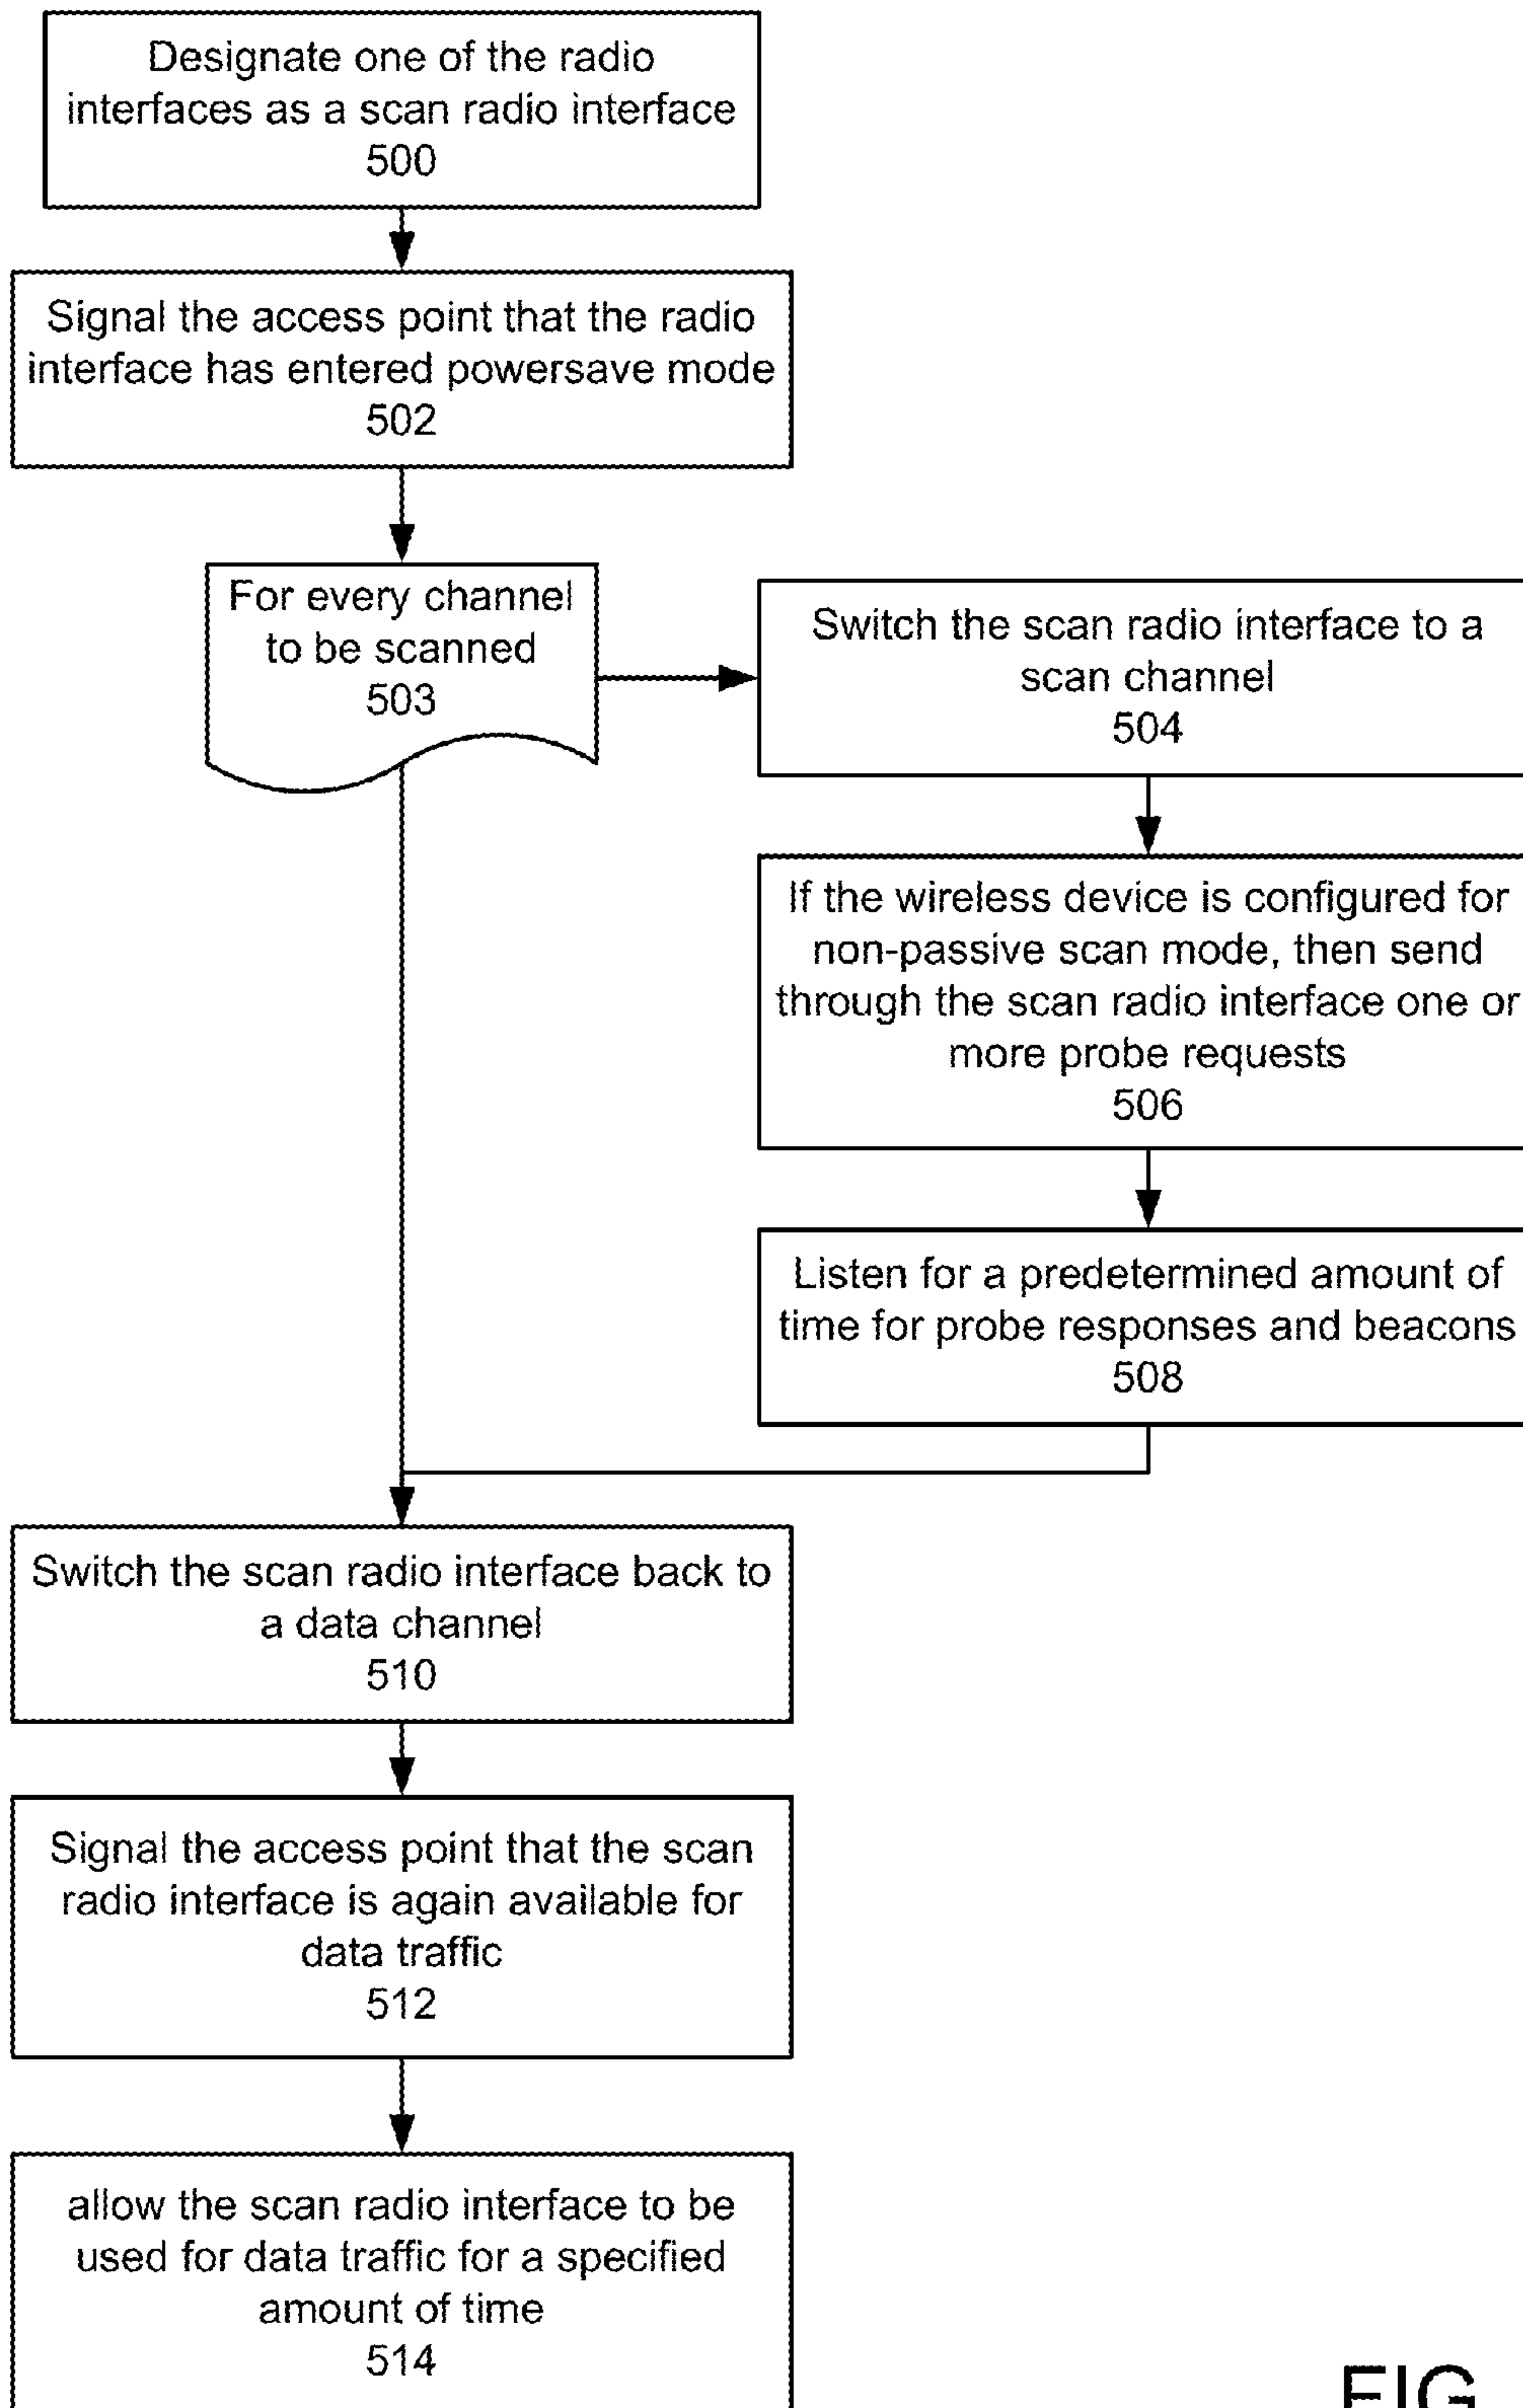 Designate one of the radio
interfaces as a scan radio interface
500
Signal the access point that the radio
interface has entered powersave mode
502
For every channel
to be scanned
503
Switch the scan radio interface to a
scan channel
504
If the wireless device is configured for
non-passive scan mode, then send
through the scan radio interface one or
more probe requests
506
Listen for a predetermined amount of
time for probe responses and beacons
508
Switch the scan radio interface back to
a data channel
510
Signal the access point that the scan
radio interface is again available for
data traffic
512
allow the scan radio interface to be
used for data traffic for a specified
amount of time
514
FIG